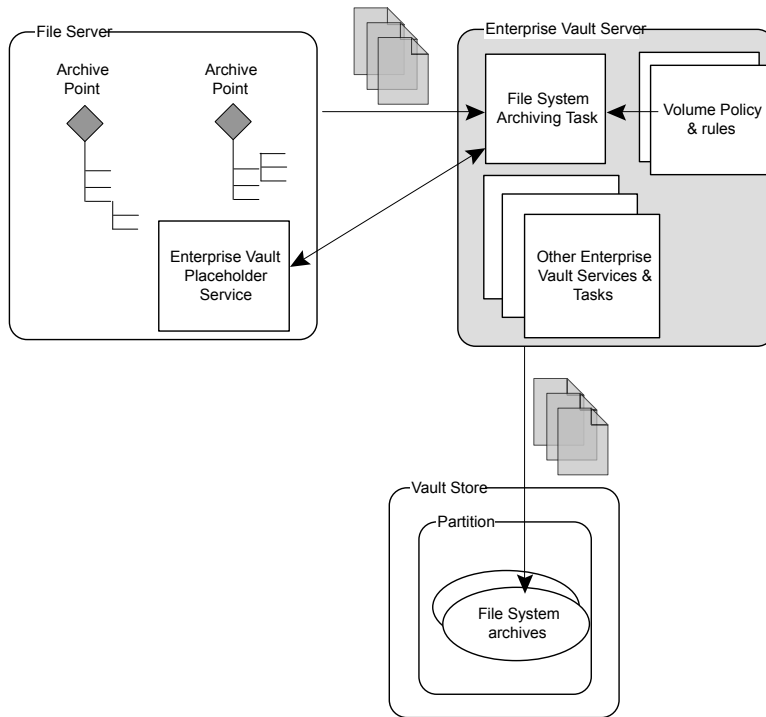 File Server
Archive
Point
Archive
Point
Enterprise Vault
Placeholder
Service
Enterprise Vault Server
File System
Archiving Task
Volume Policy
& rules
Other Enterprise
Vault Services &
Tasks
Vault Store
Partition
File System
archives